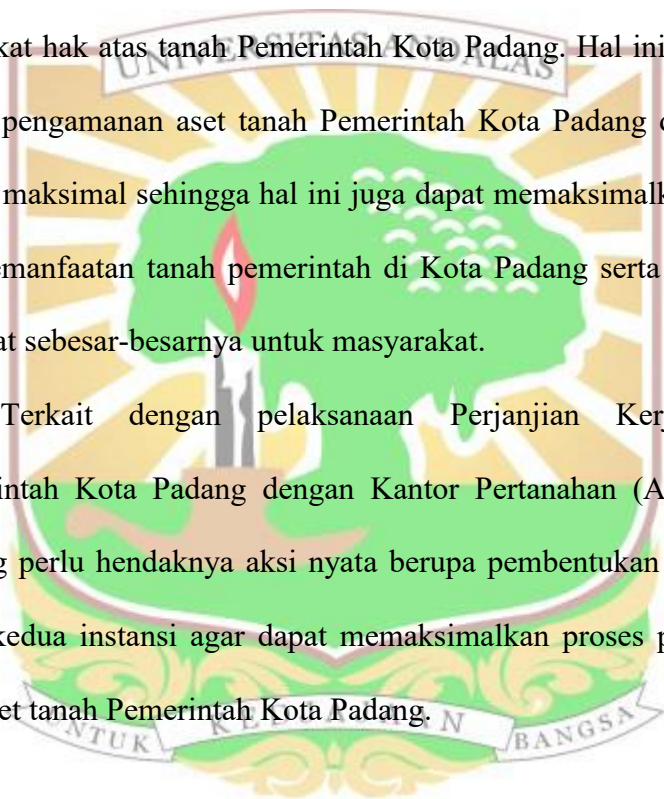 UNIVERSITAS ANDALAS
kat hak atas tanah Pemerintah Kota Padang. Hal ini
pengamanan aset tanah Pemerintah Kota Padang
maksimal sehingga hal ini juga dapat memaksimalk
emanfaatan tanah pemerintah di Kota Padang serta
at sebesar-besarnya untuk masyarakat.
Terkait dengan pelaksanaan Perjanjian Kerj
intah Kota Padang dengan Kantor Pertanahan (A
g perlu hendaknya aksi nyata berupa pembentukan
kedua instansi agar dapat memaksimalkan proses p
et tanah Pemerintah Kota Padang.
UNTUK KEDJAJAAN BANGSA